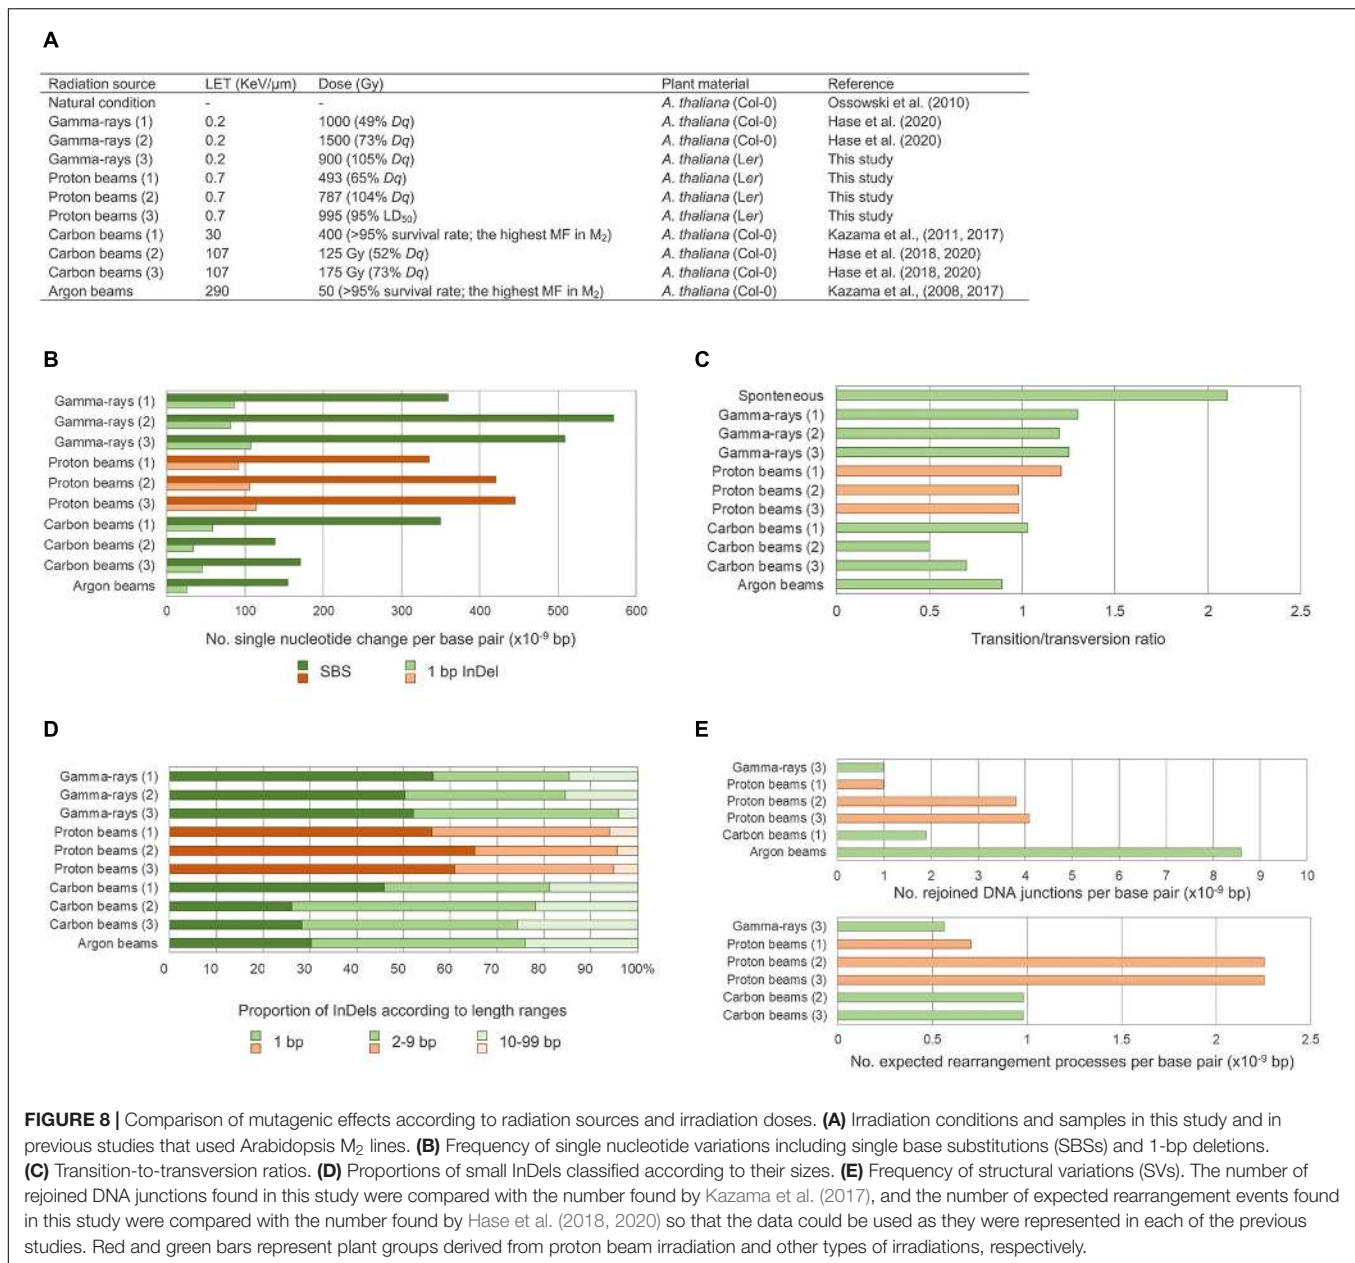 A
Radiation source LET (KeV/µm) Dose (Gy) Plant material Reference
Natural condition - - A. thaliana (Col-0) Ossowski et al. (2010)
Gamma-rays (1) 0.2 1000 (49% Dq) A. thaliana (Col-0) Hase et al. (2020)
Gamma-rays (2) 0.2 1500 (73% Dq) A. thaliana (Col-0) Hase et al. (2020)
Gamma-rays (3) 0.2 900 (105% Dq) A. thaliana (Ler) This study
Proton beams (1) 0.7 493 (65% Dq) A. thaliana (Ler) This study
Proton beams (2) 0.7 787 (104% Dq) A. thaliana (Ler) This study
Proton beams (3) 0.7 995 (95% LD50) A. thaliana (Ler) This study
Carbon beams (1) 30 400 (>95% survival rate; the highest MF in M2) A. thaliana (Col-0) Kazama et al., (2011, 2017)
Carbon beams (2) 107 125 Gy (52% Dq) A. thaliana (Col-0) Hase et al. (2018, 2020)
Carbon beams (3) 107 175 Gy (73% Dq) A. thaliana (Col-0) Hase et al. (2018, 2020)
Argon beams 290 50 (>95% survival rate; the highest MF in M2) A. thaliana (Col-0) Kazama et al., (2008, 2017)
B
Gamma-rays (1)
Gamma-rays (2)
Gamma-rays (3)
Proton beams (1)
Proton beams (2)
Proton beams (3)
Carbon beams (1)
Carbon beams (2)
Carbon beams (3)
Argon beams
0 100 200 300 400 500 600
No. single nucleotide change per base pair (x10-9 bp)
SBS 1 bp InDel
C
Sponteneous
Gamma-rays (1)
Gamma-rays (2)
Gamma-rays (3)
Proton beams (1)
Proton beams (2)
Proton beams (3)
Carbon beams (1)
Carbon beams (2)
Carbon beams (3)
Argon beams
0 0.5 1 1.5 2 2.5
Transition/transversion ratio
D
Gamma-rays (1)
Gamma-rays (2)
Gamma-rays (3)
Proton beams (1)
Proton beams (2)
Proton beams (3)
Carbon beams (1)
Carbon beams (2)
Carbon beams (3)
Argon beams
0 10 20 30 40 50 60 70 80 90 100%
Proportion of InDels according to length ranges
1 bp 2-9 bp 10-99 bp
E
Gamma-rays (3)
Proton beams (1)
Proton beams (2)
Proton beams (3)
Carbon beams (1)
Argon beams
0 1 2 3 4 5 6 7 8 9 10
No. rejoined DNA junctions per base pair (x10-9 bp)
Gamma-rays (3)
Proton beams (1)
Proton beams (2)
Proton beams (3)
Carbon beams (2)
Carbon beams (3)
0 0.5 1 1.5 2 2.5
No. expected rearrangement processes per base pair (x10-9 bp)
FIGURE 8 | Comparison of mutagenic effects according to radiation sources and irradiation doses. (A) Irradiation conditions and samples in this study and in
previous studies that used Arabidopsis M2 lines. (B) Frequency of single nucleotide variations including single base substitutions (SBSs) and 1-bp deletions.
(C) Transition-to-transversion ratios. (D) Proportions of small InDels classified according to their sizes. (E) Frequency of structural variations (SVs). The number of
rejoined DNA junctions found in this study were compared with the number found by Kazama et al. (2017), and the number of expected rearrangement events found
in this study were compared with the number found by Hase et al. (2018, 2020) so that the data could be used as they were represented in each of the previous
studies. Red and green bars represent plant groups derived from proton beam irradiation and other types of irradiations, respectively.